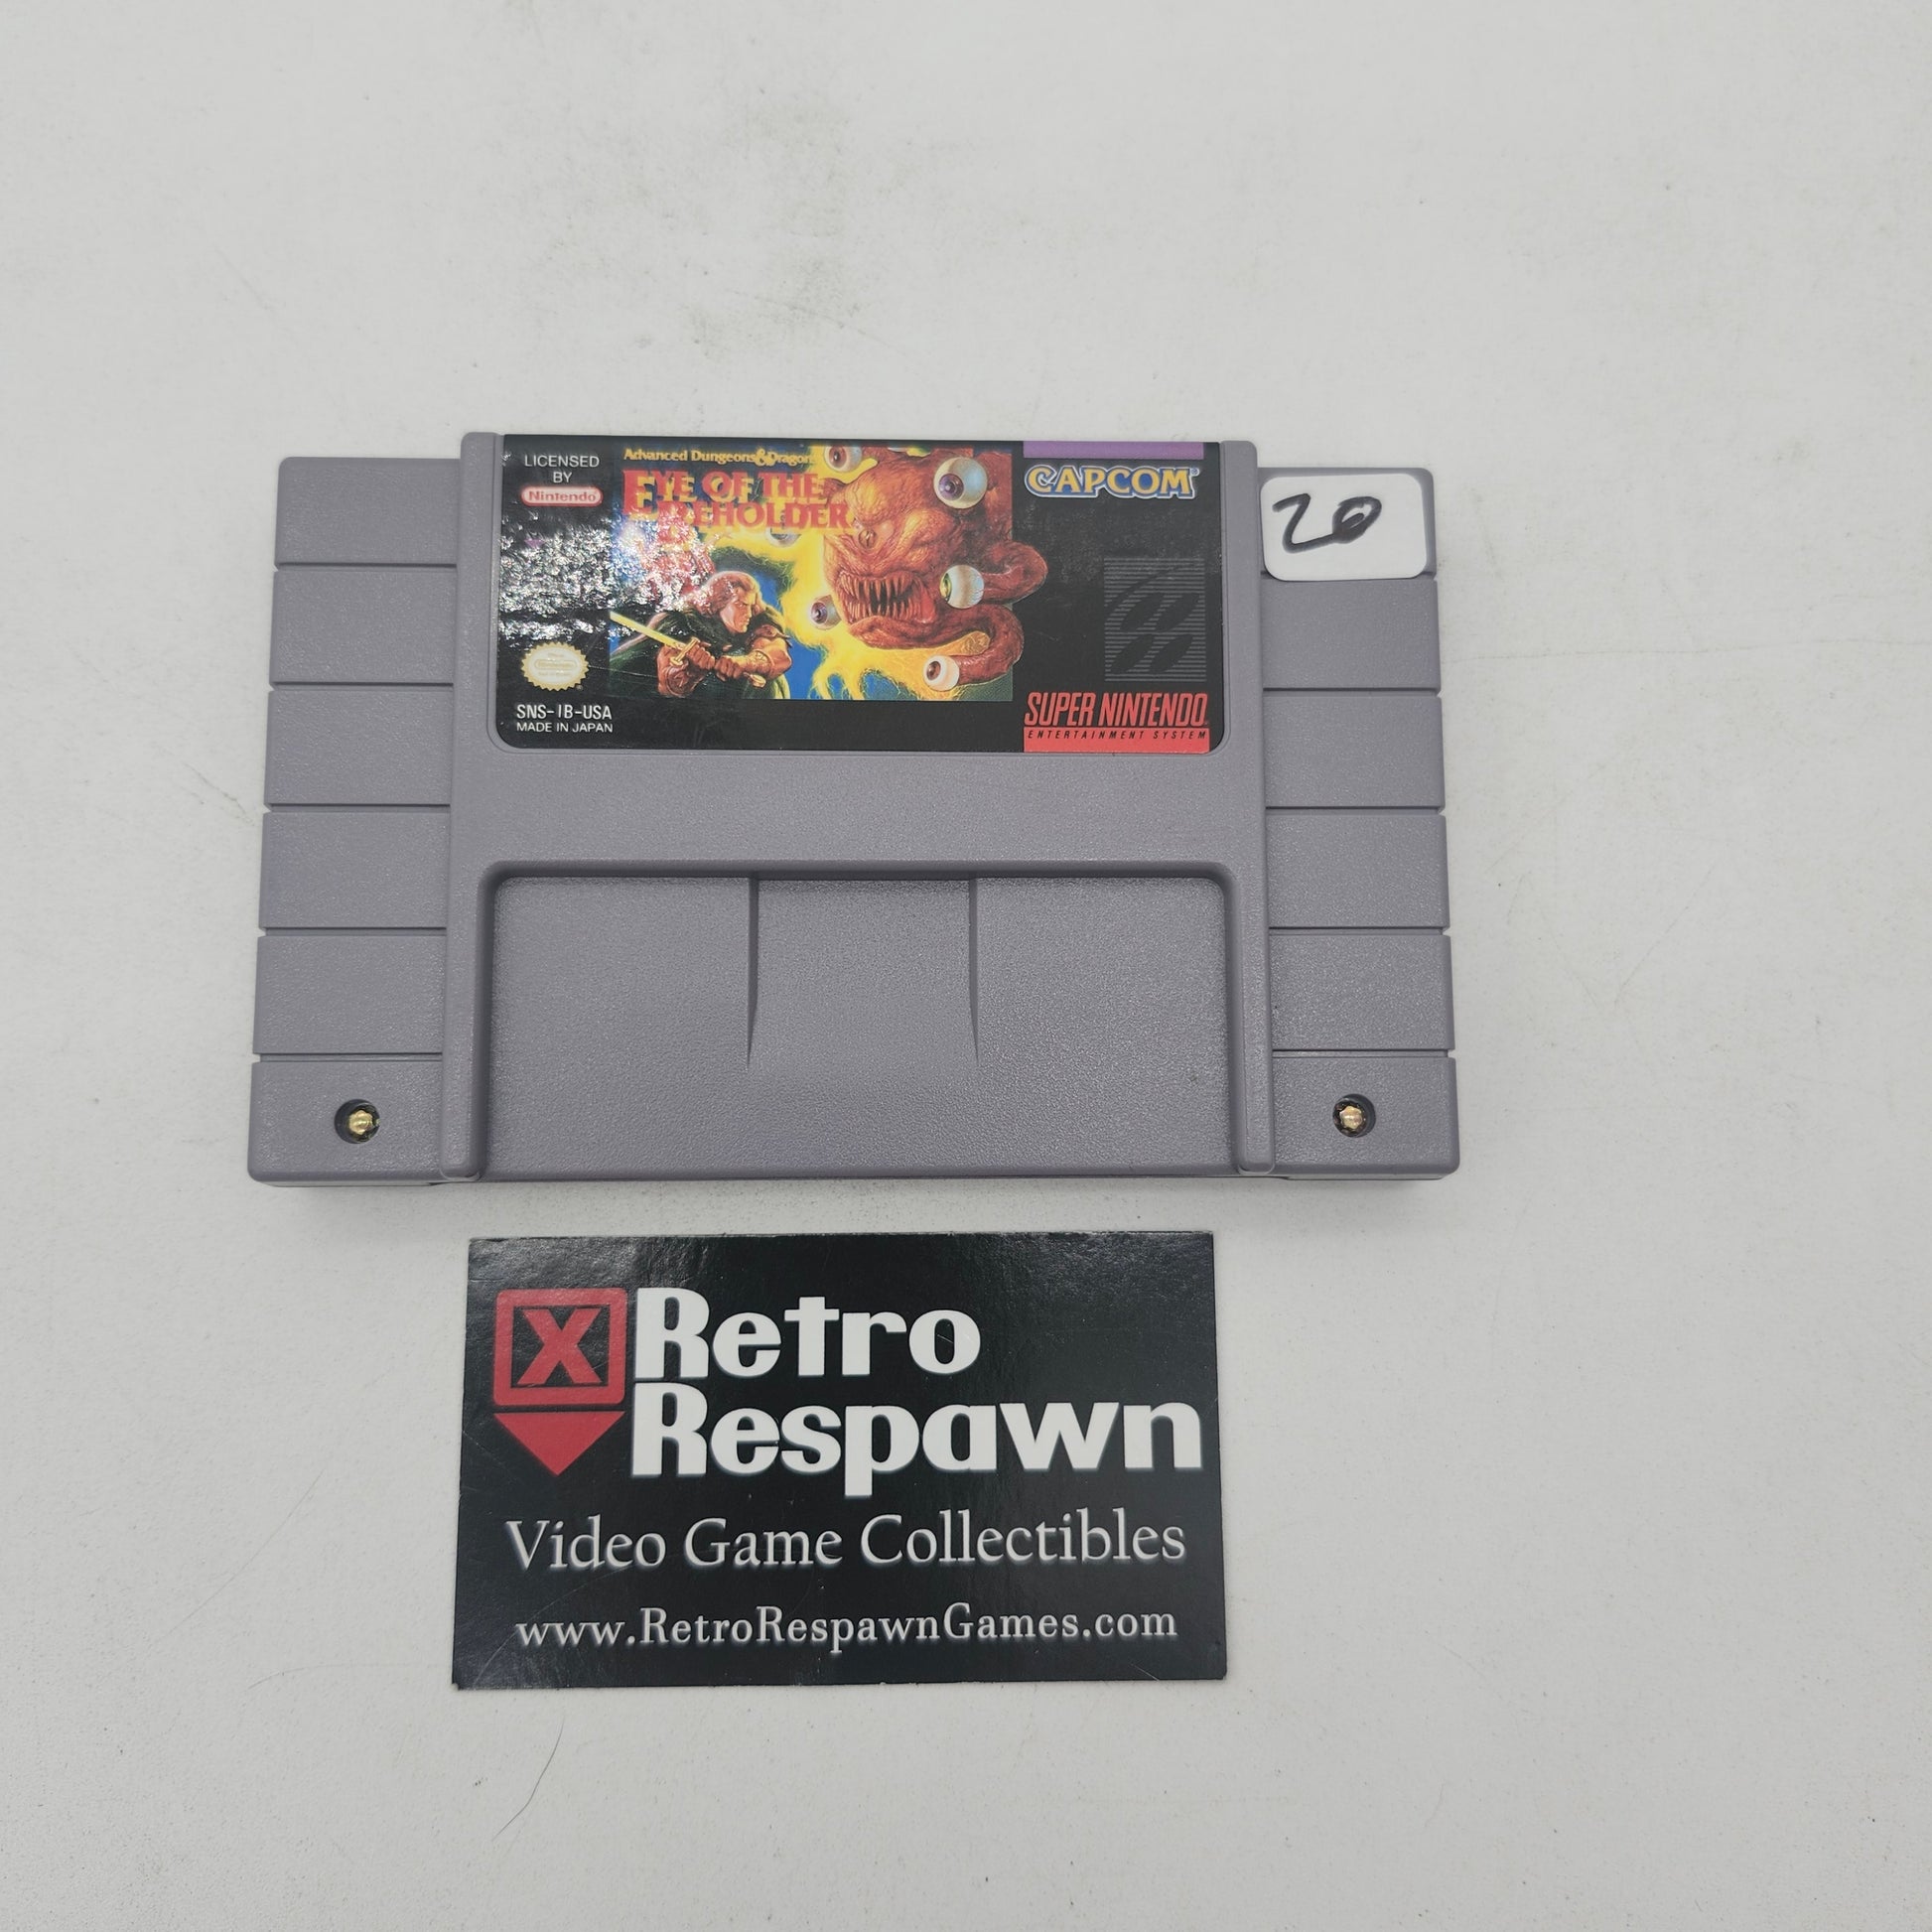 LICENSED
BY
Nintendo
Advanced Dungeons & Dragons
EYE OF THE
BEHOLDER
CAPCOM
20
SNS-IB-USA
MADE IN JAPAN
SUPER NINTENDO
ENTERTAINMENT SYSTEM
X Retro
Respawn
Video Game Collectibles
www.RetroRespawnGames.com